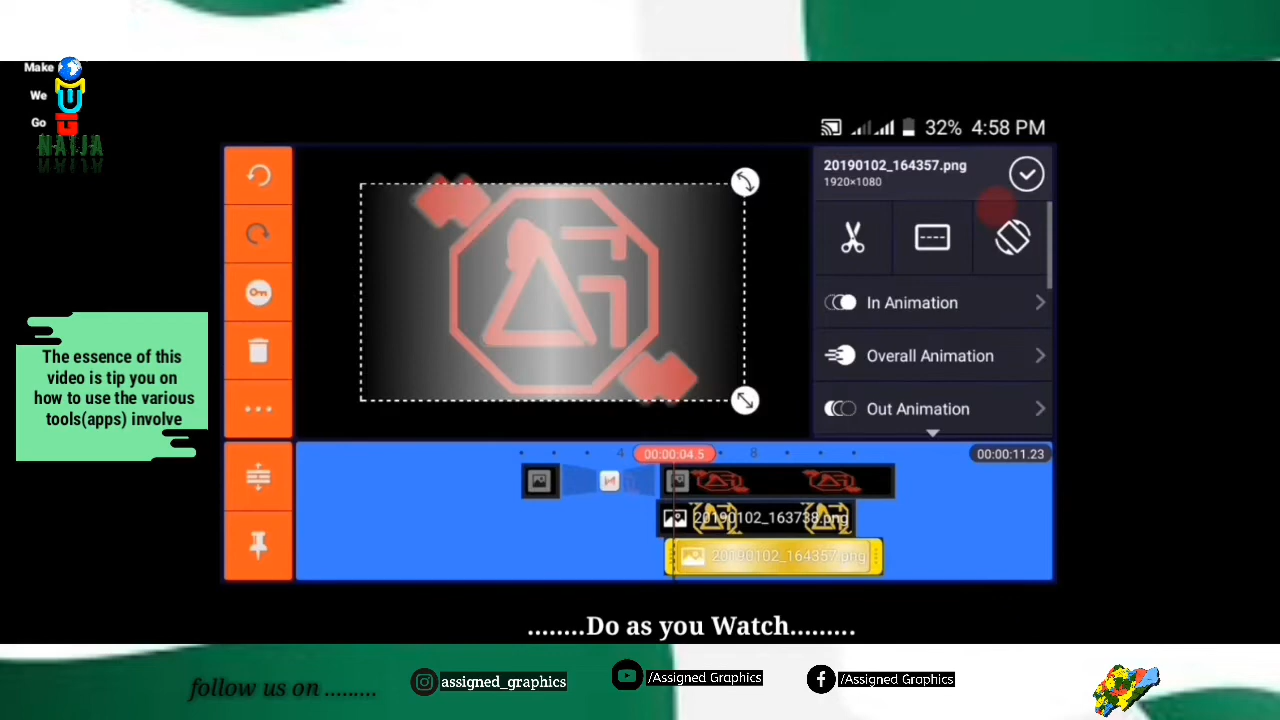 Make
We
Go
MUG
NAIJA
32% 4:58 PM
20190102_164357.png
1920×1080
In Animation
Overall Animation
Out Animation
4
00:00:04.5
8
00:00:11.23
20190102_163738.png
20190102_164357.png
The essence of this
video is tip you on
how to use the various
tools(apps) involve
........Do as you Watch.........
follow us on .........
assigned_graphics
/Assigned Graphics
/Assigned Graphics